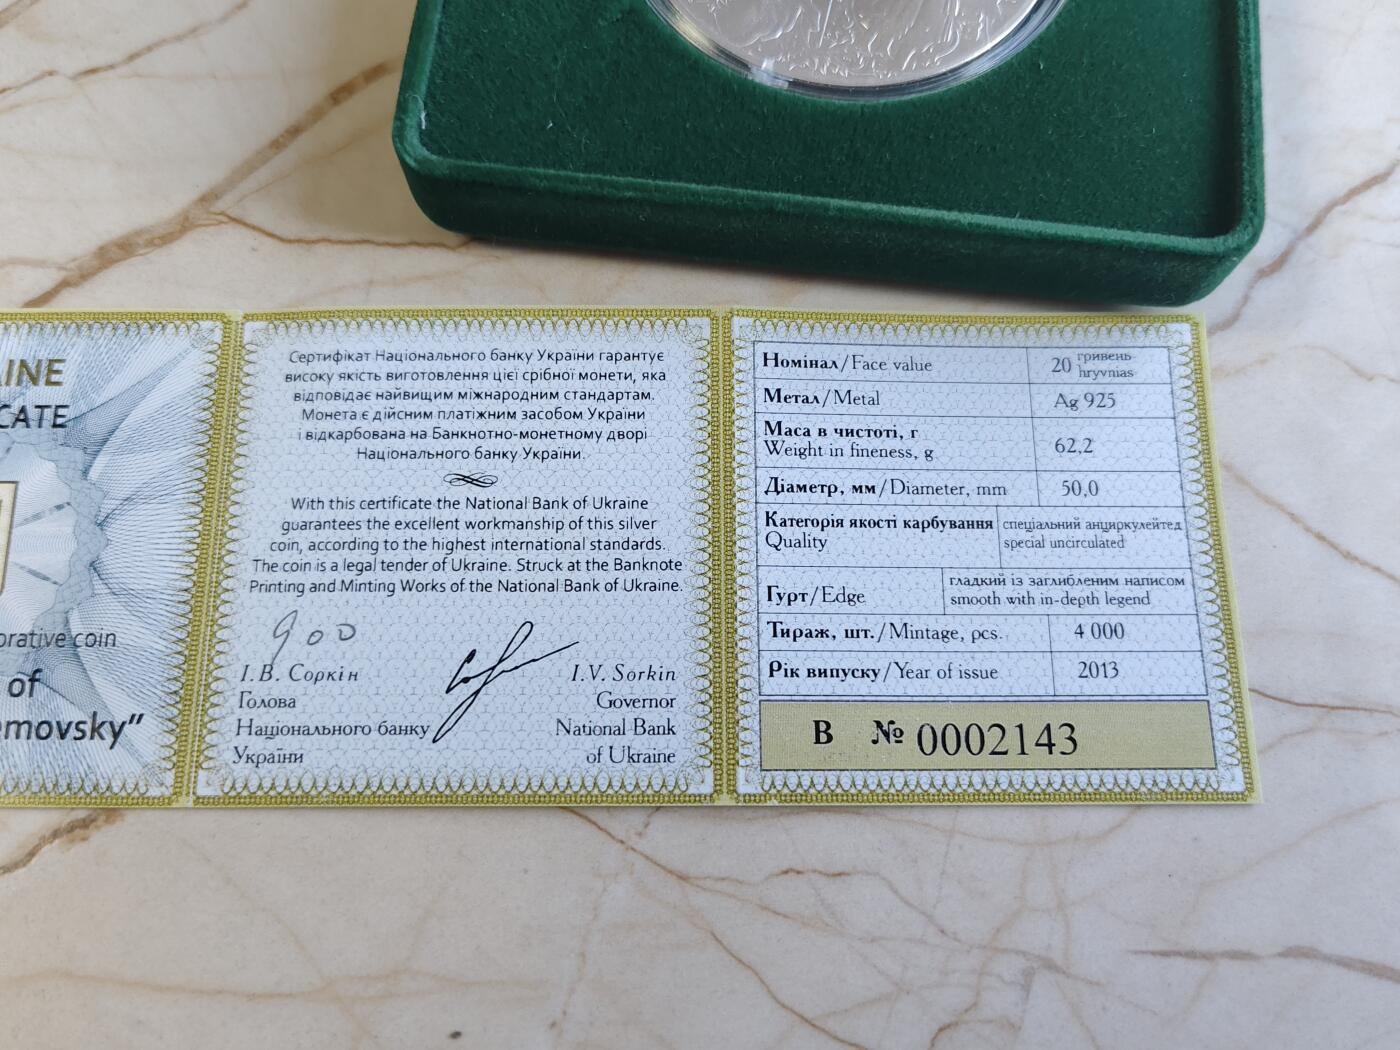 INE
CATE
orative coin
of
emovsky"
Сертифікат Національного банку України гарантує
високу якість виготовлення цієї срібної монети, яка
відповідає найвищим міжнародним стандартам.
Монета є дійсним платіжним засобом України
і відкарбована на Банкнотно-монетному дворі
Національного банку України.
With this certificate the National Bank of Ukraine
guarantees the excellent workmanship of this silver
coin, according to the highest international standards.
The coin is a legal tender of Ukraine. Struck at the Banknote
Printing and Minting Works of the National Bank of Ukraine.
900
І.В. Соркін
Голова
Національного банку
України
I.V. Sorkin
Governor
National Bank
of Ukraine
Номінал/Face value 20 гривень hryvnias
Метал/Metal Ag 925
Маса в чистоті, г
Weight in fineness, g 62,2
Діаметр, мм/Diameter, mm 50,0
Категорія якості карбування спеціальний анциркулейтед
Quality special uncirculated
гладкий із заглибленим написом
Гурт/Edge smooth with in-depth legend
Тираж, шт./Mintage, pcs. 4 000
Рік випуску/Year of issue 2013
В № 0002143